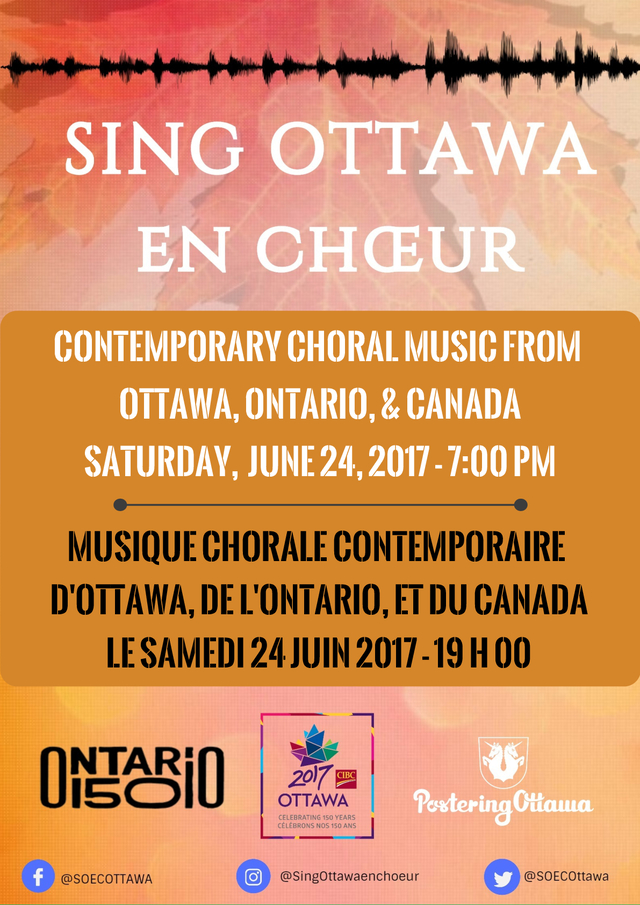 SING OTTAWA
EN CHŒUR
CONTEMPORARY CHORAL MUSIC FROM
OTTAWA, ONTARIO, & CANADA
SATURDAY, JUNE 24, 2017 - 7:00 PM
MUSIQUE CHORALE CONTEMPORAIRE
D'OTTAWA, DE L'ONTARIO, ET DU CANADA
LE SAMEDI 24 JUIN 2017 - 19 H 00
ONTARiO
150
2017
CIBC
OTTAWA
CELEBRATING 150 YEARS
CÉLÉBRONS NOS 150 ANS
Postering Ottawa
@SOECOTTAWA
@SingOttawaenchoeur
@SOECOttawa